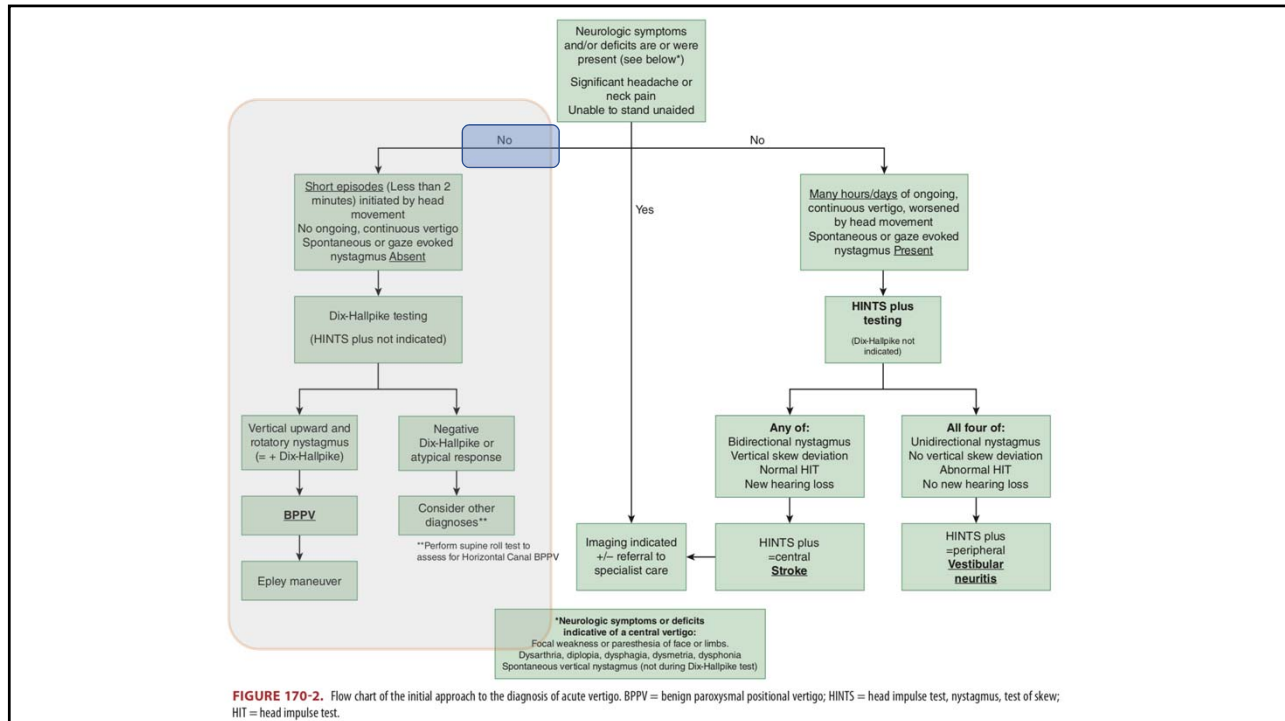 Neurologic symptoms
and/or deficits are or were
present (see below*)
Significant headache or
neck pain
Unable to stand unaided
No
No
Yes
Short episodes (Less than 2
minutes) initiated by head
movement
No ongoing, continuous vertigo
Spontaneous or gaze evoked
nystagmus Absent
Dix-Hallpike testing
(HINTS plus not indicated)
Vertical upward and
rotatory nystagmus
(= + Dix-Hallpike)
BPPV
Epley maneuver
Negative
Dix-Hallpike or
atypical response
Consider other
diagnoses**
**Perform supine roll test to
assess for Horizontal Canal BPPV
Many hours/days of ongoing,
continuous vertigo, worsened
by head movement
Spontaneous or gaze evoked
nystagmus Present
HINTS plus
testing
(Dix-Hallpike not
indicated)
Any of:
Bidirectional nystagmus
Vertical skew deviation
Normal HIT
New hearing loss
All four of:
Unidirectional nystagmus
No vertical skew deviation
Abnormal HIT
No new hearing loss
Imaging indicated
+/– referral to
specialist care
HINTS plus
=central
Stroke
HINTS plus
=peripheral
Vestibular
neuritis
*Neurologic symptoms or deficits
indicative of a central vertigo:
Focal weakness or paresthesia of face or limbs.
Dysarthria, diplopia, dysphagia, dysmetria, dysphonia
Spontaneous vertical nystagmus (not during Dix-Hallpike test)
FIGURE 170-2. Flow chart of the initial approach to the diagnosis of acute vertigo. BPPV = benign paroxysmal positional vertigo; HINTS = head impulse test, nystagmus, test of skew;
HIT = head impulse test.